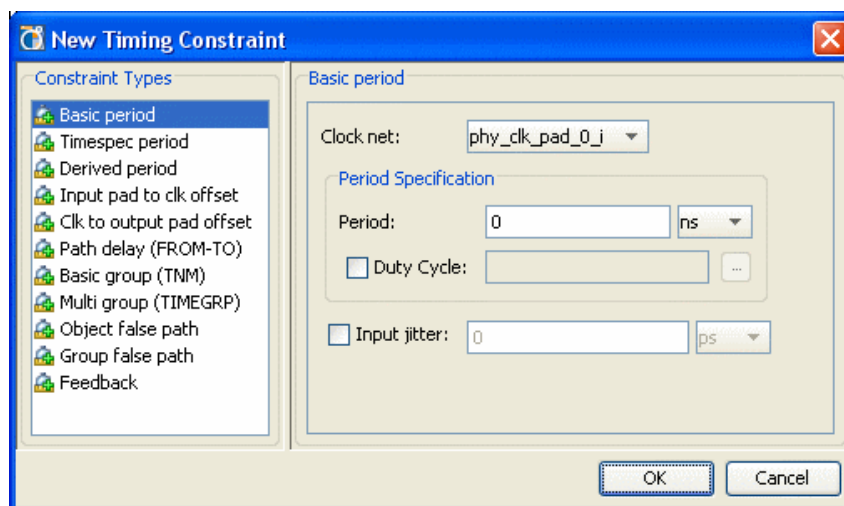 New Timing Constraint
Constraint Types
Basic period
Timespec period
Derived period
Input pad to clk offset
Clk to output pad offset
Path delay (FROM-TO)
Basic group (TNM)
Multi group (TIMEGRP)
Object false path
Group false path
Feedback
Basic period
Clock net: phy_clk_pad_0_i
Period Specification
Period: 0 ns
Duty Cycle: ...
Input jitter: 0 ps
OK Cancel